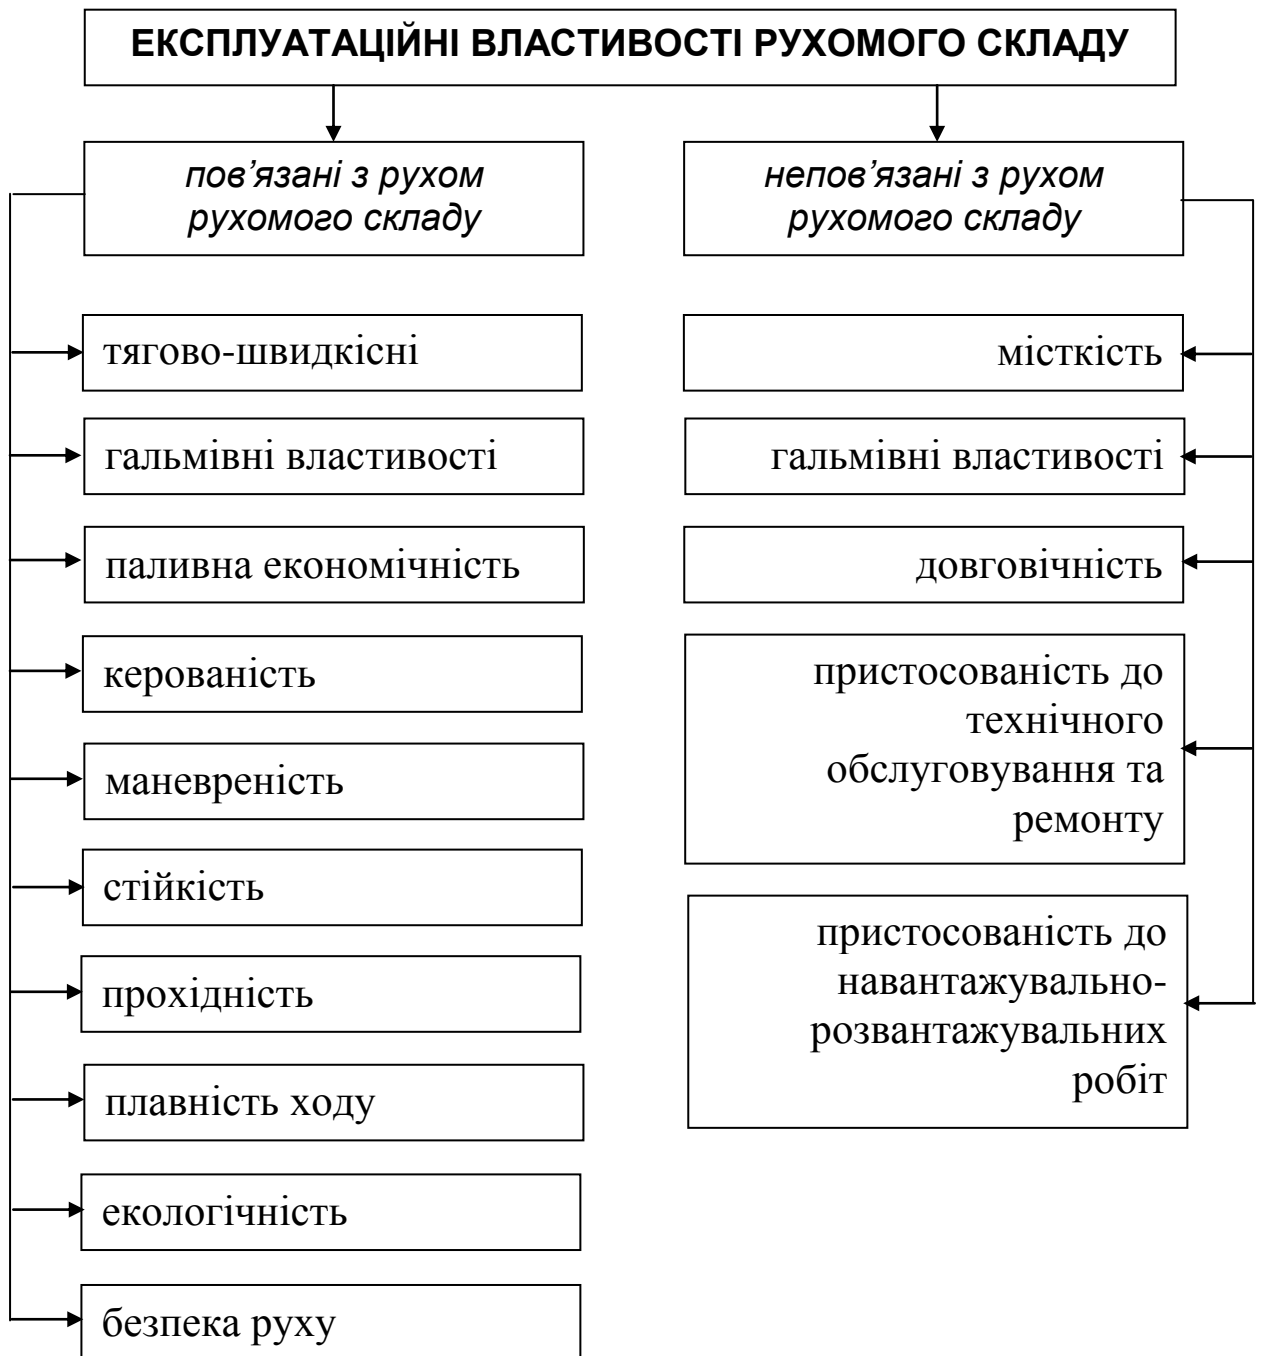 ЕКСПЛУАТАЦІЙНІ ВЛАСТИВОСТІ РУХОМОГО СКЛАДУ
пов’язані з рухом
рухомого складу
тягово-швидкісні
гальмівні властивості
паливна економічність
керованість
маневреність
стійкість
прохідність
плавність ходу
екологічність
безпека руху
непов’язані з рухом
рухомого складу
місткість
гальмівні властивості
довговічність
пристосованість до
технічного
обслуговування та
ремонту
пристосованість до
навантажувально-
розвантажувальних
робіт